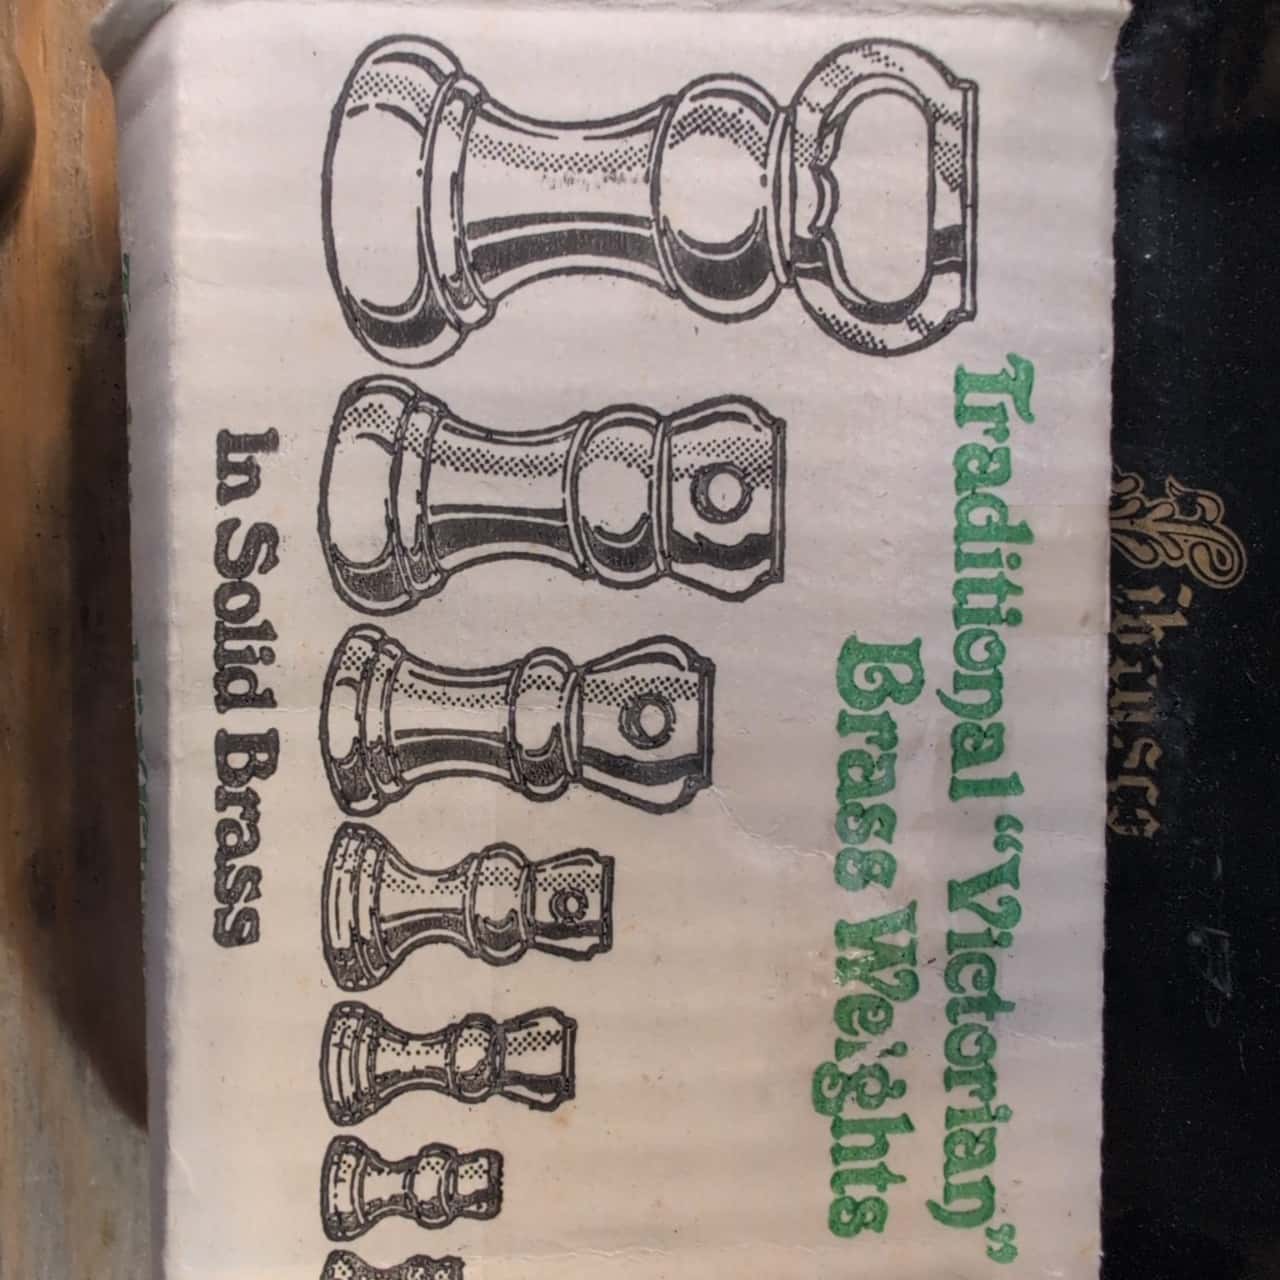 Traditional “Victorian”
Brass Weights
In Solid Brass